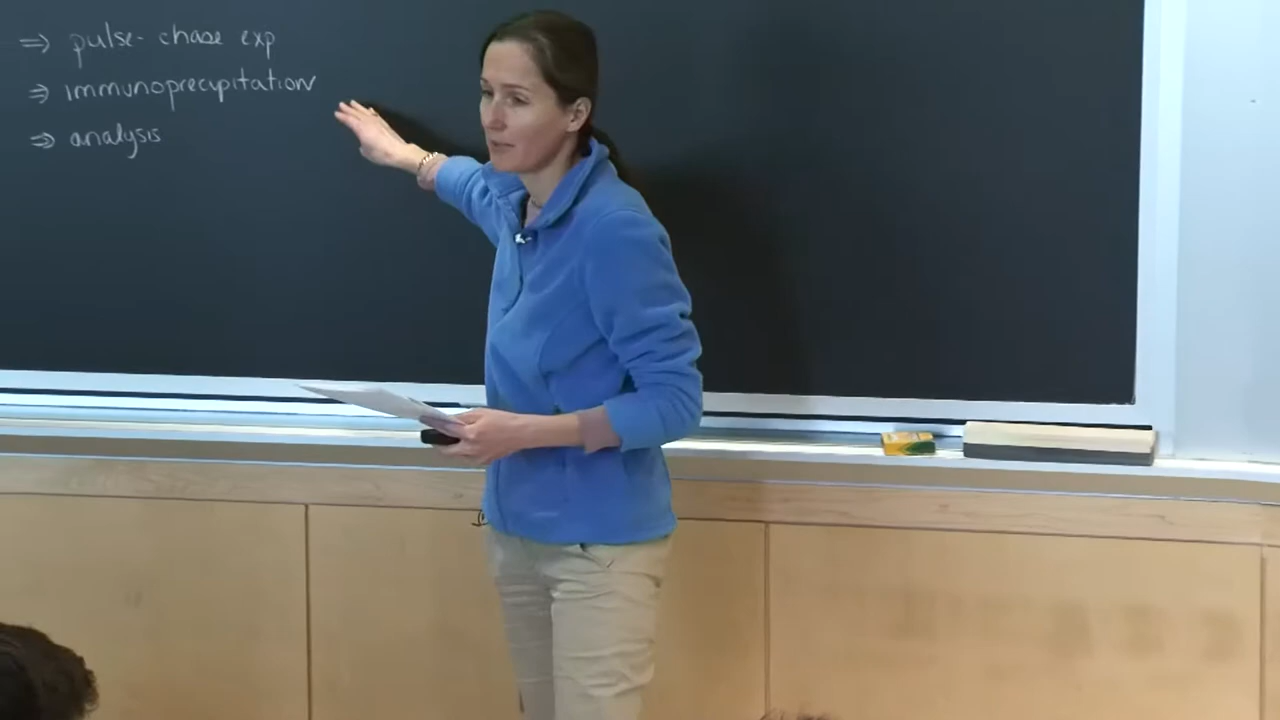 ⇒ pulse-chase exp
⇒ immunoprecipitation
⇒ analysis